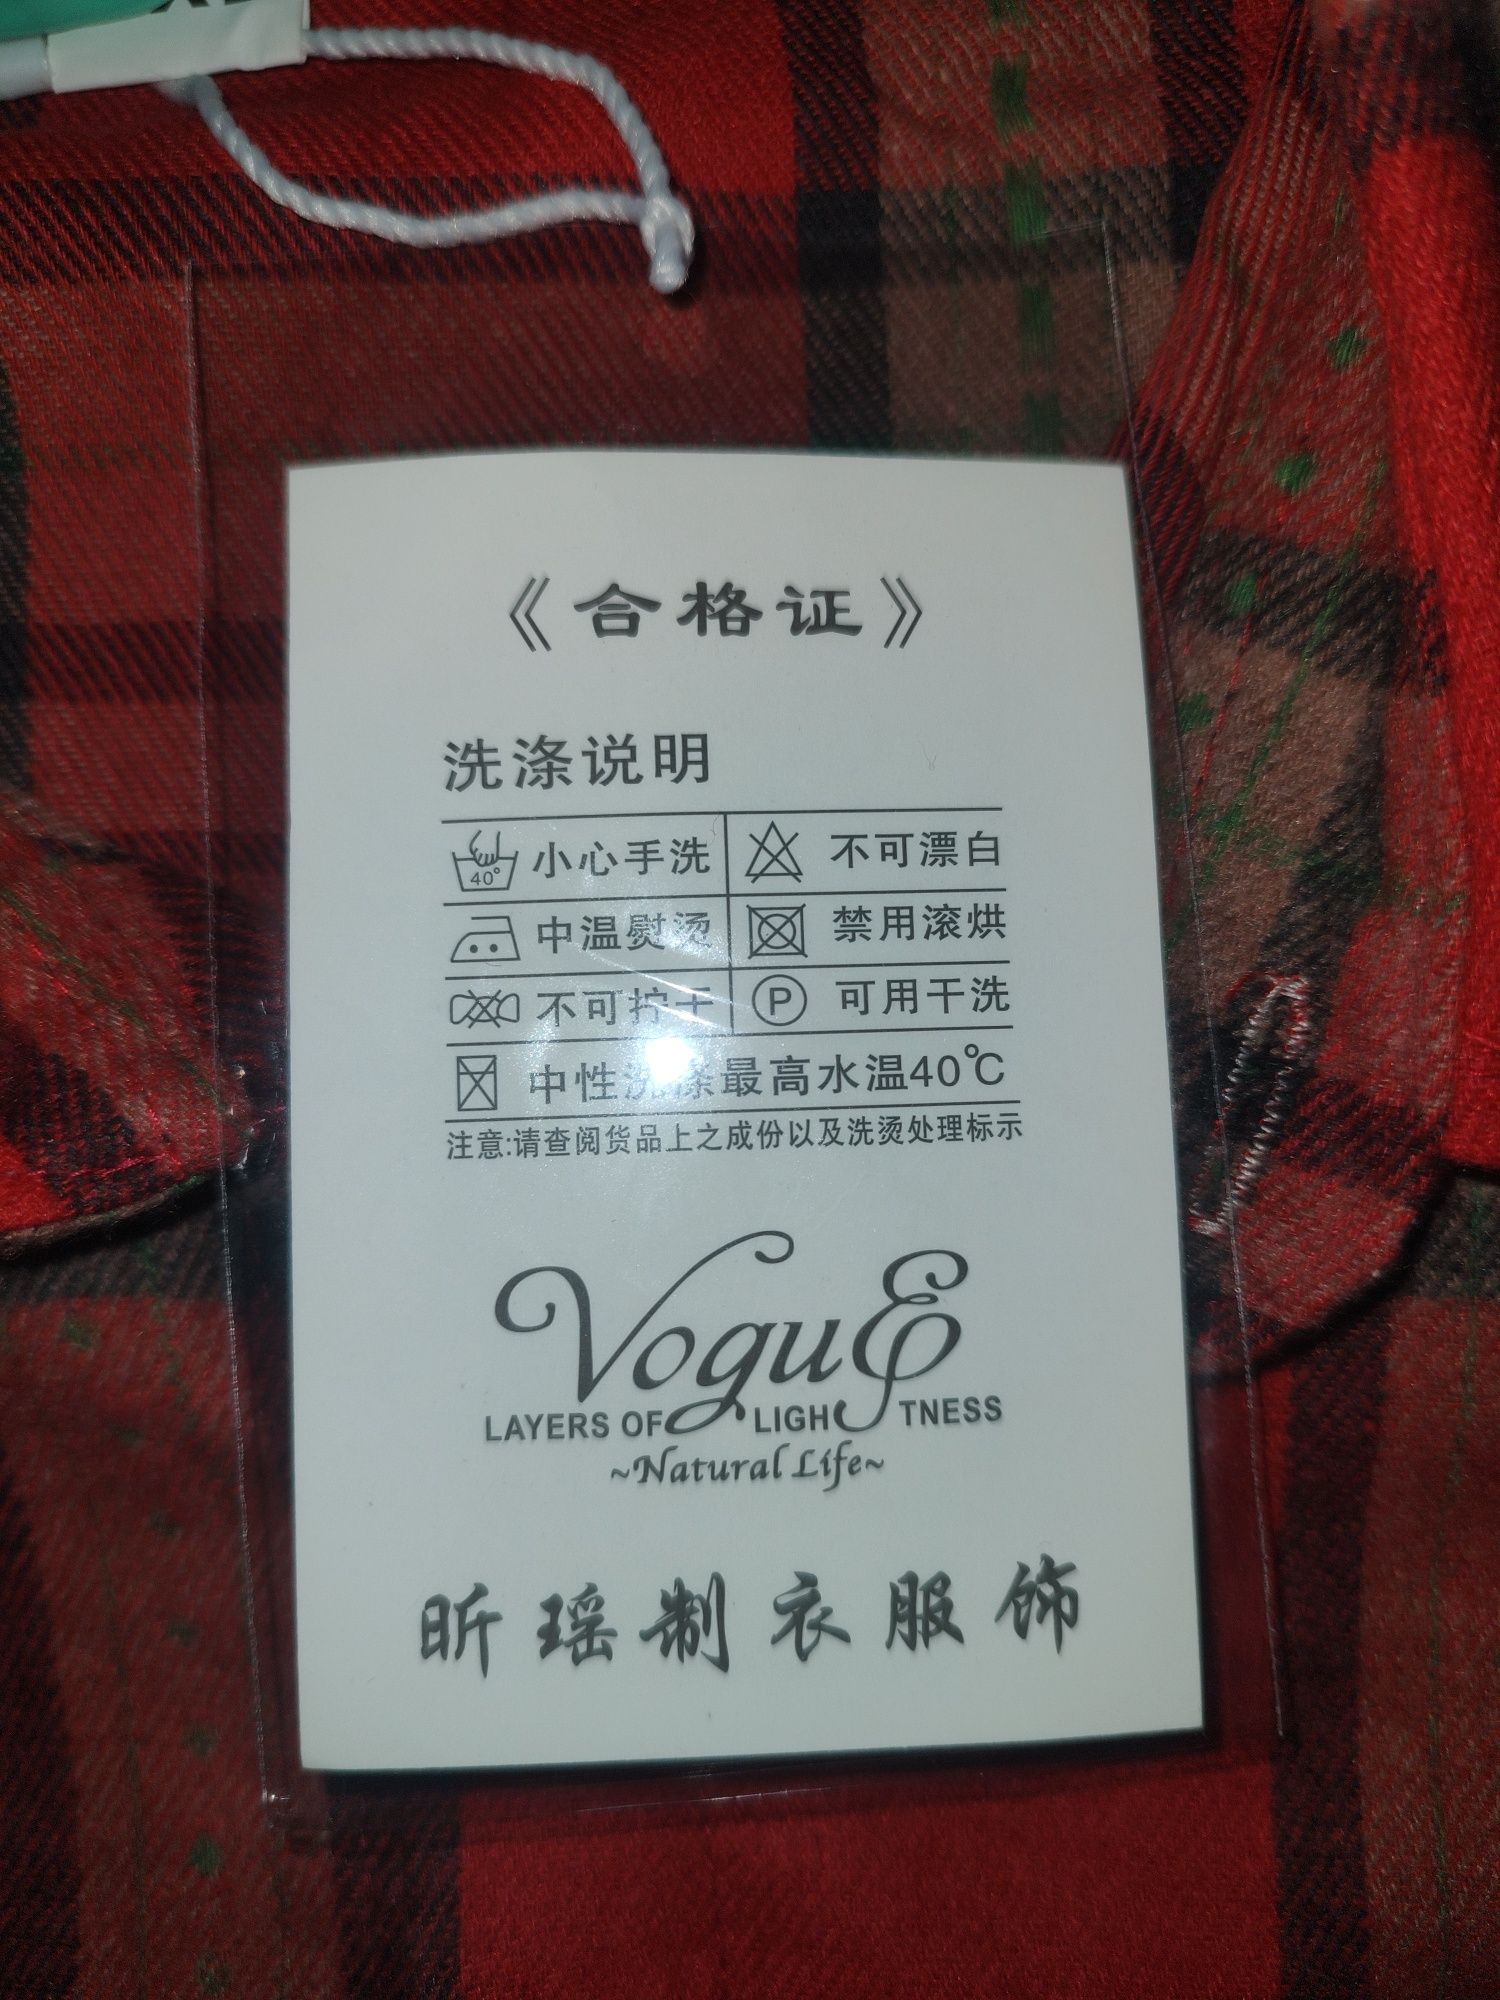 《合格证》
洗涤说明
40° 小心手洗 不可漂白
中温熨烫 禁用滚烘
不可拧干 P 可用干洗
中性洗涤最高水温40℃
注意:请查阅货品上之成份以及洗烫处理标示
VoguE
LAYERS OF LIGHTNESS
~Natural Life~
昕瑶制衣服饰